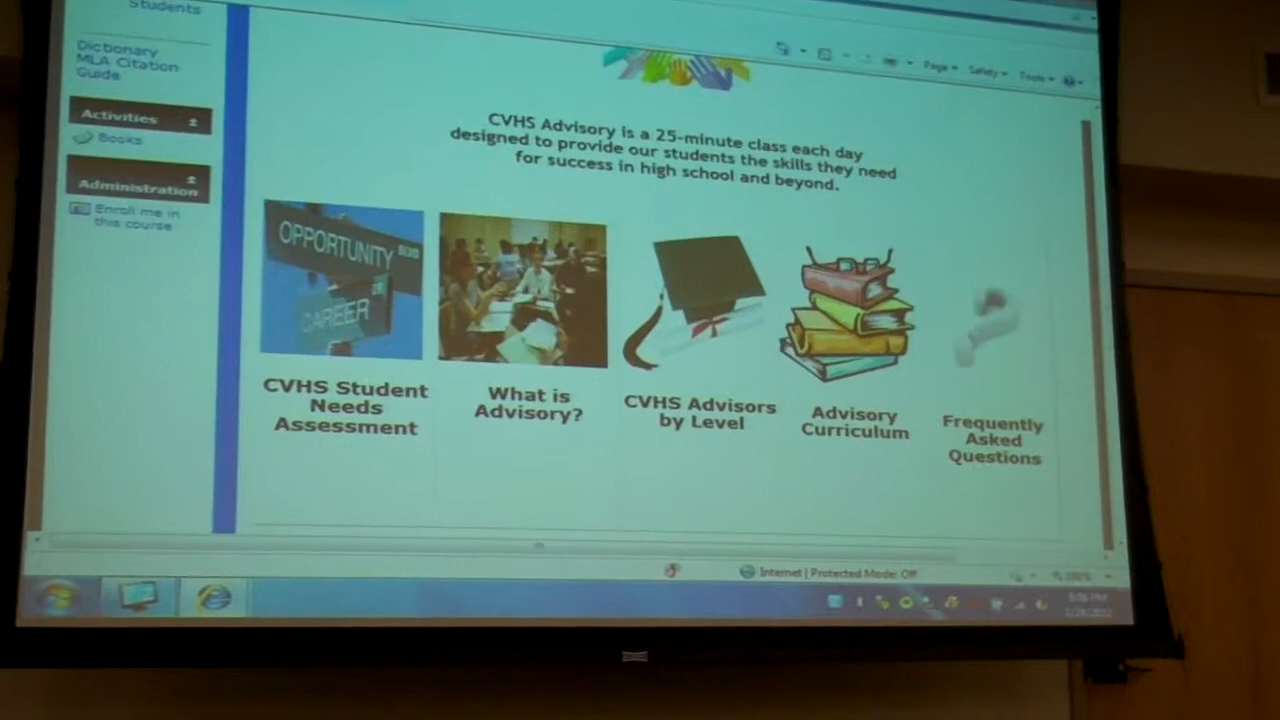 Students
Dictionary
MLA Citation
Guide
Activities
Books
Administration
Enroll me in
this course
Page
Safety
Tools
CVHS Advisory is a 25-minute class each day
designed to provide our students the skills they need
for success in high school and beyond.
OPPORTUNITY BLVD
CAREER
CVHS Student
Needs
Assessment
What is
Advisory?
CVHS Advisors
by Level
Advisory
Curriculum
Frequently
Asked
Questions
Internet | Protected Mode: Off
100%